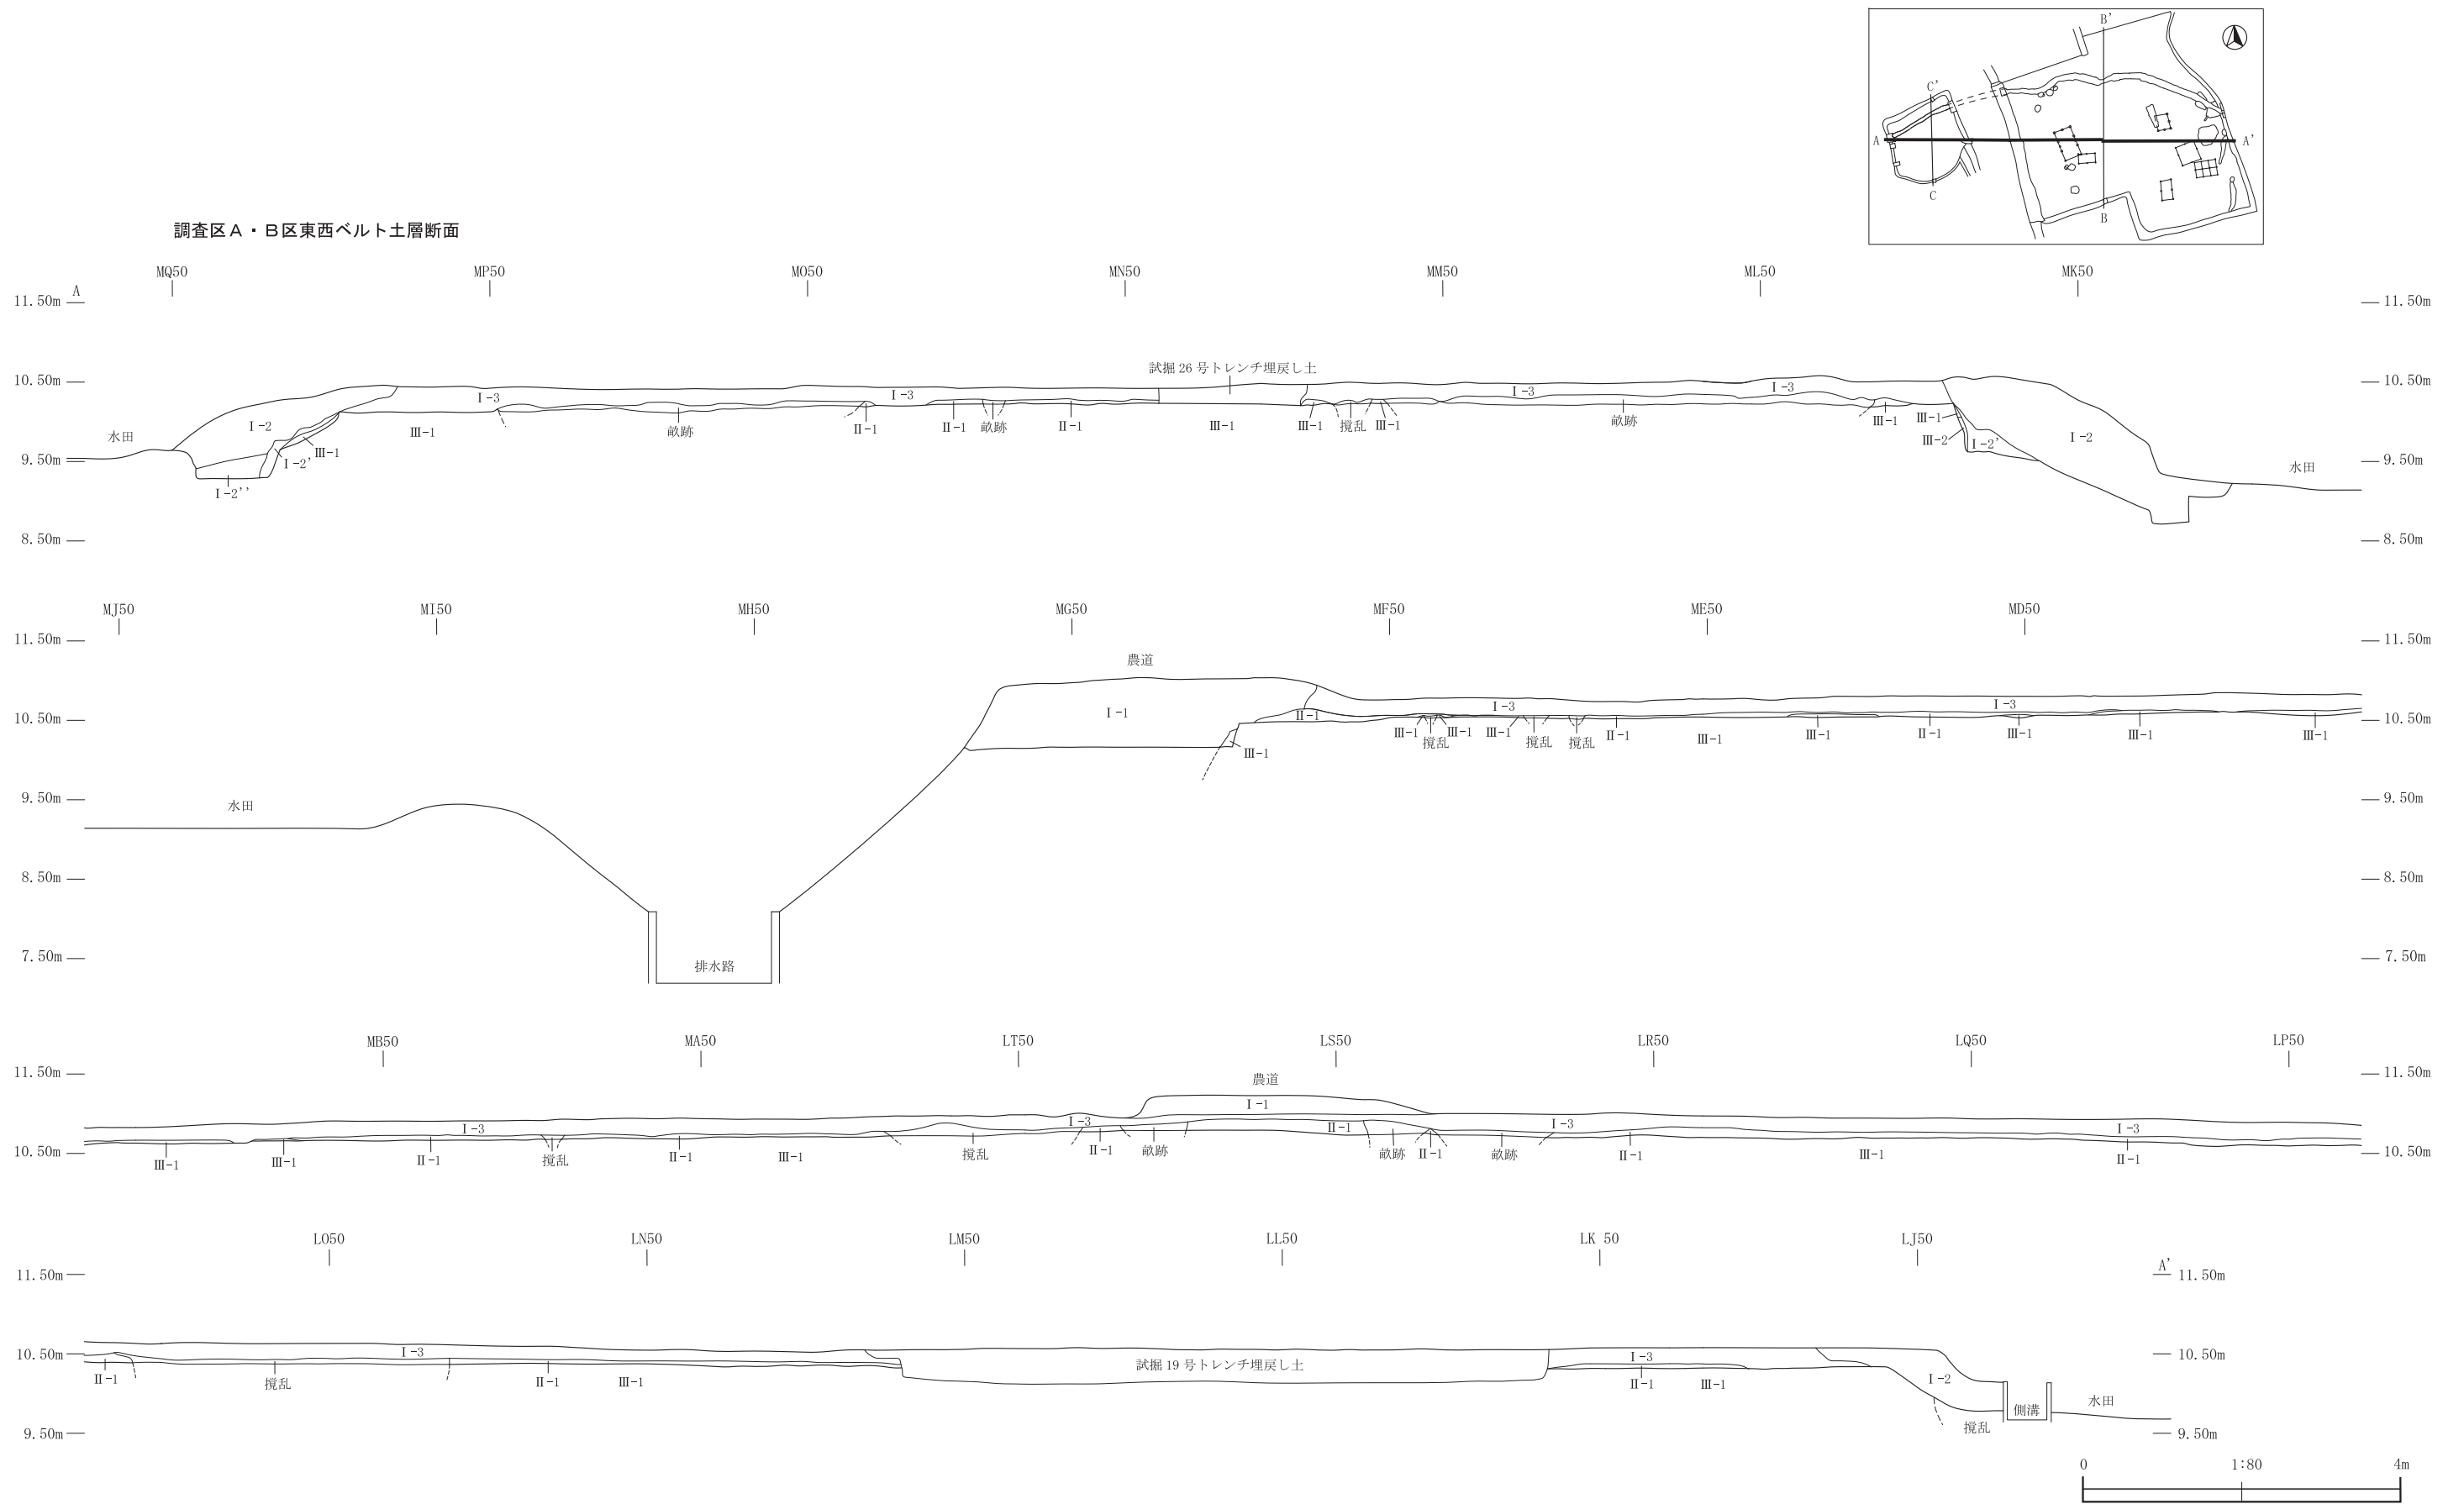 B'
C'
A
A'
C
B
調査区A・B区東西ベルト土層断面
MQ50 MP50 MO50 MN50 MM50 ML50 MK50
A
11.50m 11.50m
試掘 26 号トレンチ埋戻し土
10.50m 10.50m
Ⅰ-3 Ⅰ-3 Ⅰ-3 Ⅰ-3
水田 Ⅰ-2 Ⅲ-1 畝跡 Ⅱ-1 Ⅱ-1 畝跡 Ⅱ-1 Ⅲ-1 Ⅲ-1 撹乱 Ⅲ-1 畝跡 Ⅲ-1 Ⅲ-1 Ⅰ-2
Ⅲ-1 Ⅲ-2 Ⅰ-2'
9.50m Ⅰ-2' 水田 9.50m
Ⅰ-2''
8.50m 8.50m
MJ50 MI50 MH50 MG50 MF50 ME50 MD50
11.50m 11.50m
農道
10.50m Ⅰ-1 Ⅱ-1 Ⅰ-3 Ⅰ-3 10.50m
Ⅲ-1 Ⅲ-1 Ⅲ-1 Ⅱ-1 Ⅲ-1 Ⅲ-1 Ⅱ-1 Ⅲ-1 Ⅲ-1 Ⅲ-1
撹乱 撹乱 撹乱
Ⅲ-1
9.50m 水田 9.50m
8.50m 8.50m
7.50m 排水路 7.50m
MB50 MA50 LT50 LS50 LR50 LQ50 LP50
11.50m 農道 11.50m
Ⅰ-1
Ⅰ-3 Ⅰ-3 Ⅱ-1 Ⅰ-3 Ⅰ-3
10.50m 10.50m
Ⅲ-1 Ⅲ-1 Ⅱ-1 撹乱 Ⅱ-1 Ⅲ-1 撹乱 Ⅱ-1 畝跡 畝跡 Ⅱ-1 畝跡 Ⅱ-1 Ⅲ-1 Ⅱ-1
LO50 LN50 LM50 LL50 LK 50 LJ50
A'
11.50m 11.50m
10.50m Ⅰ-3 試掘 19 号トレンチ埋戻し土 Ⅰ-3 10.50m
Ⅱ-1 撹乱 Ⅱ-1 Ⅲ-1 Ⅱ-1 Ⅲ-1 Ⅰ-2
側溝 水田
撹乱
9.50m 9.50m
0 1:80 4m